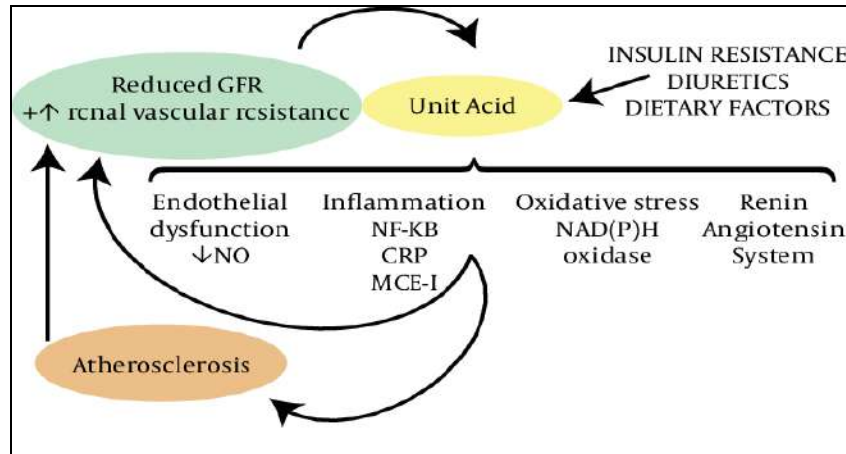 Reduced GFR
+↑ rcnal vascular rcsistancc
Unit Acid
INSULIN RESISTANCE
DIURETICS
DIETARY FACTORS
Endothelial
dysfunction
↓NO
Inflammation
NF-KB
CRP
MCE-I
Oxidative stress
NAD(P)H
oxidase
Renin
Angiotensin
System
Atherosclerosis